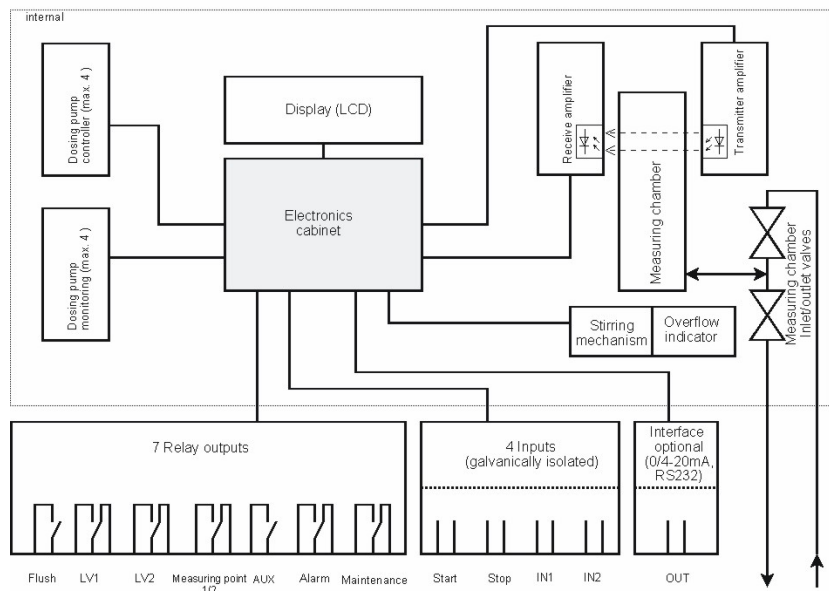 internal
Dosing pump
controller (max. 4 )
Display (LCD)
Receive amplifier
Transmitter amplifier
Measuring chamber
Electronics
cabinet
Dosing pump
monitoring (max. 4 )
Measuring chamber
Inlet/outlet valves
Stirring
mechanism
Overflow
indicator
7 Relay outputs
4 Inputs
(galvanically isolated)
Interface
optional
(0/4-20mA,
RS232)
Flush
LV1
LV2
Measuring point
1/2
AUX
Alarm
Maintenance
Start
Stop
IN1
IN2
OUT